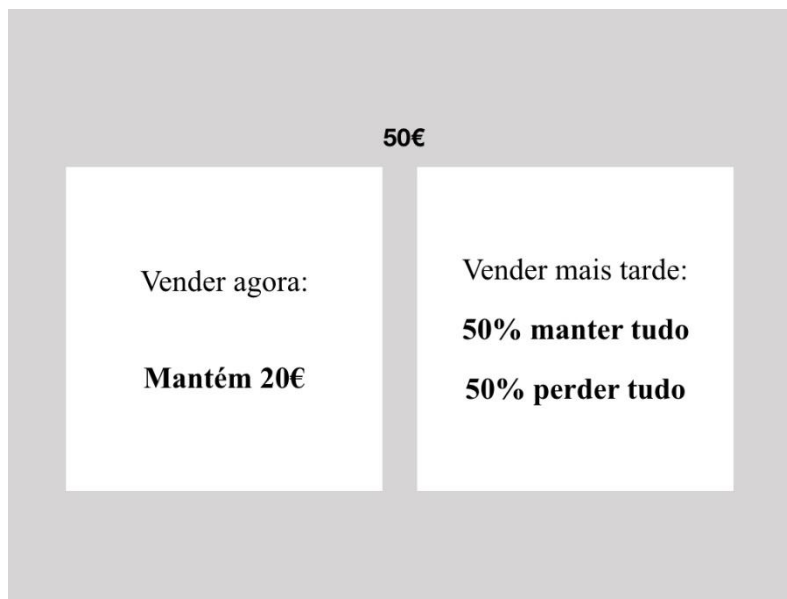 50€
Vender agora:
Mantém 20€
Vender mais tarde:
50% manter tudo
50% perder tudo